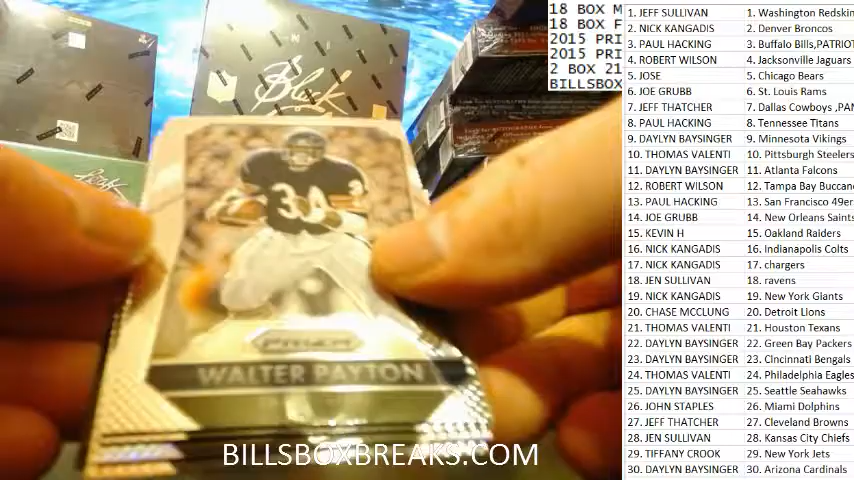 18 BOX M
18 BOX F
2015 PRI
2015 PRI
2 BOX 21
BILLSBOX
Black
34
PRIZM
WALTER PAYTON
BILLSBOXBREAKS.COM
1. JEFF SULLIVAN 1. Washington Redskin
2. NICK KANGADIS 2. Denver Broncos
3. PAUL HACKING 3. Buffalo Bills,PATRIOT
4. ROBERT WILSON 4. Jacksonville Jaguars
5. JOSE 5. Chicago Bears
6. JOE GRUBB 6. St. Louis Rams
7. JEFF THATCHER 7. Dallas Cowboys ,PAN
8. PAUL HACKING 8. Tennessee Titans
9. DAYLYN BAYSINGER 9. Minnesota Vikings
10. THOMAS VALENTI 10. Pittsburgh Steelers
11. DAYLYN BAYSINGER 11. Atlanta Falcons
12. ROBERT WILSON 12. Tampa Bay Buccane
13. PAUL HACKING 13. San Francisco 49er
14. JOE GRUBB 14. New Orleans Saints
15. KEVIN H 15. Oakland Raiders
16. NICK KANGADIS 16. Indianapolis Colts
17. NICK KANGADIS 17. chargers
18. JEN SULLIVAN 18. ravens
19. NICK KANGADIS 19. New York Giants
20. CHASE MCCLUNG 20. Detroit Lions
21. THOMAS VALENTI 21. Houston Texans
22. DAYLYN BAYSINGER 22. Green Bay Packers
23. DAYLYN BAYSINGER 23. Cincinnati Bengals
24. THOMAS VALENTI 24. Philadelphia Eagles
25. DAYLYN BAYSINGER 25. Seattle Seahawks
26. JOHN STAPLES 26. Miami Dolphins
27. JEFF THATCHER 27. Cleveland Browns
28. JEN SULLIVAN 28. Kansas City Chiefs
29. TIFFANY CROOK 29. New York Jets
30. DAYLYN BAYSINGER 30. Arizona Cardinals